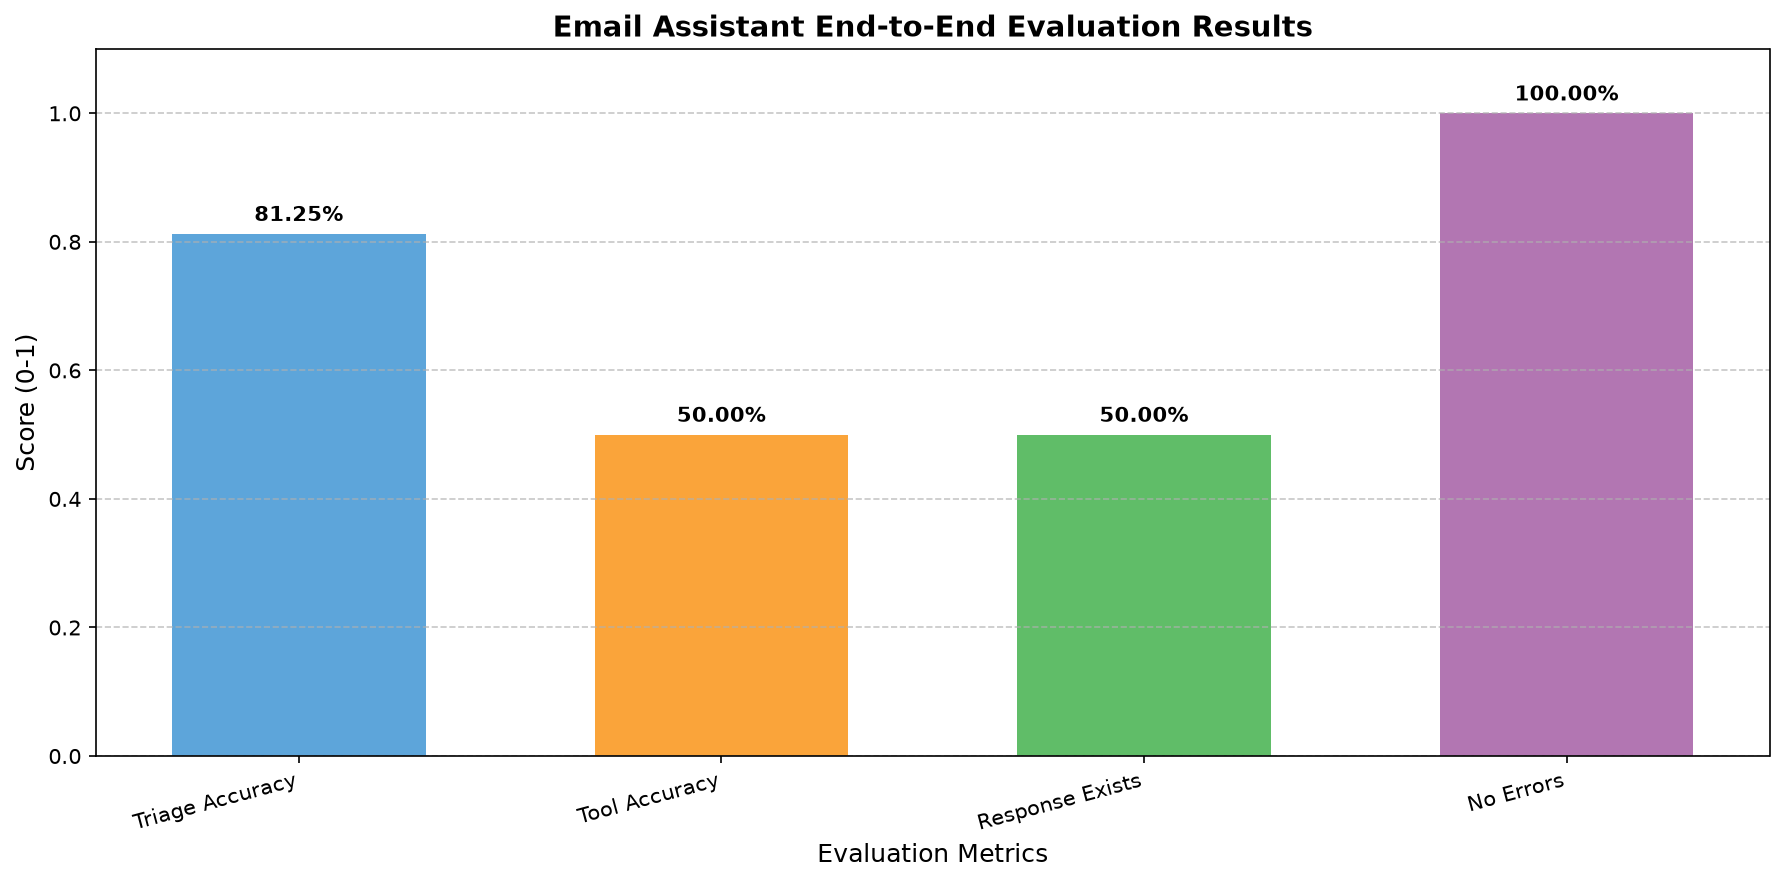 Email Assistant End-to-End Evaluation Results
Score (0-1)
1.0
0.8
0.6
0.4
0.2
0.0
81.25%
50.00%
50.00%
100.00%
Triage Accuracy
Tool Accuracy
Response Exists
No Errors
Evaluation Metrics